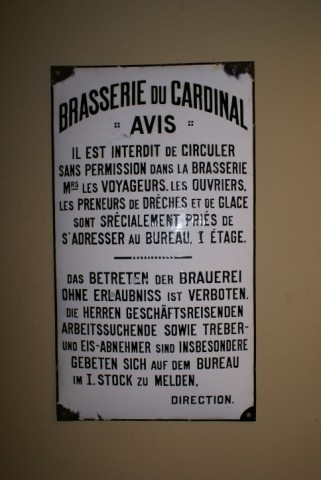 BRASSERIE DU CARDINAL
:: AVIS ::
IL EST INTERDIT DE CIRCULER
SANS PERMISSION DANS LA BRASSERIE
MRS LES VOYAGEURS. LES OUVRIERS,
LES PRENEURS DE DRÈCHES ET DE GLACE
SONT SPÉCIALEMENT PRIÉS DE
S'ADRESSER AU BUREAU, I ÉTAGE.
DAS BETRETEN DER BRAUEREI
OHNE ERLAUBNISS IST VERBOTEN.
DIE HERREN GESCHÄFTSREISENDEN
ARBEITSSUCHENDE SOWIE TREBER-
UND EIS-ABNEHMER SIND INSBESONDERE
GEBETEN SICH AUF DEM BUREAU
IM I. STOCK ZU MELDEN,
DIRECTION.